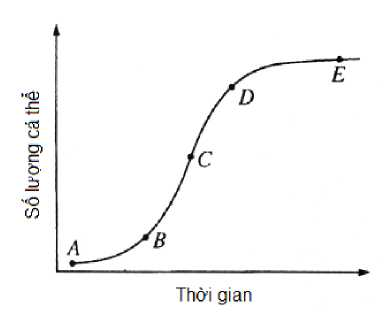 Số lượng cá thể
A
B
C
D
E
Thời gian